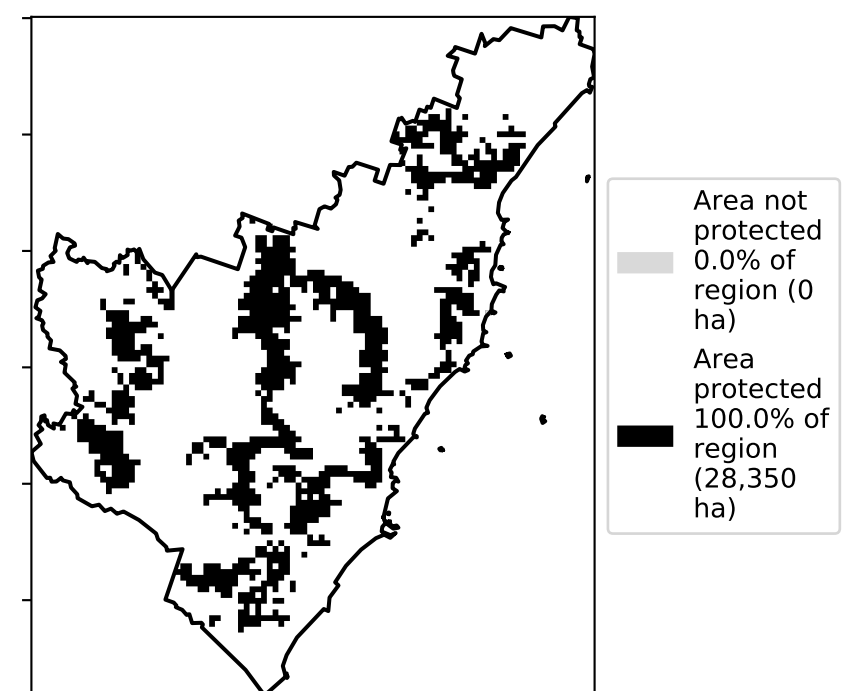 Area not
protected
0.0% of
region (0
ha)
Area
protected
100.0% of
region
(28,350
ha)